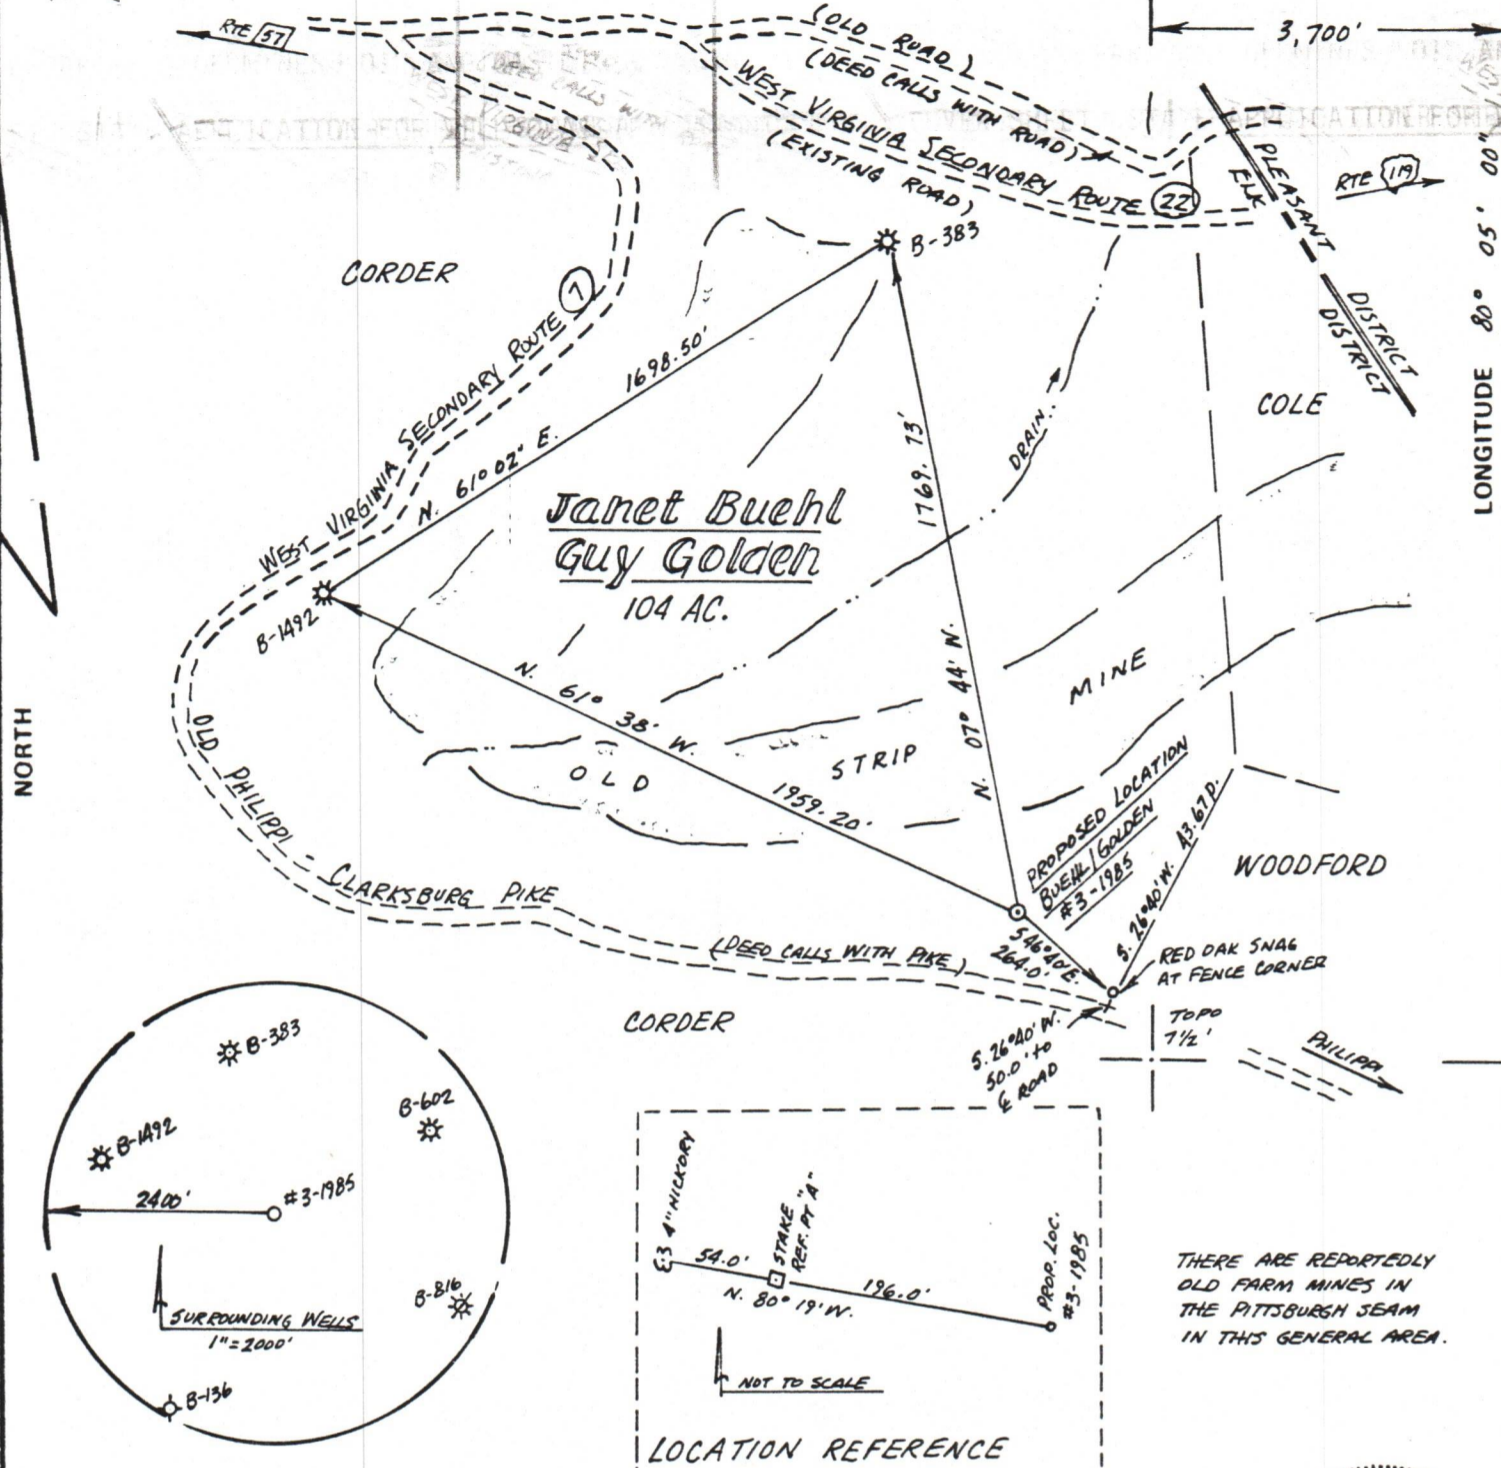 RTE 57
(OLD ROAD)
(DEED CALLS WITH ROAD)
WEST VIRGINIA SECONDARY ROUTE 22
(EXISTING ROAD)
3,700'
PLEASANT DISTRICT
ELK DISTRICT
RTE 119
LONGITUDE 80° 05' 00"
CORDER
B-383
WEST VIRGINIA SECONDARY ROUTE 7
1698.50'
N. 61° 02' E.
1769.73'
N. 07° 44' W.
DRAIN
COLE
Janet Buehl
Guy Golden
104 AC.
B-1492
N. 61° 38' W.
1959.20'
OLD STRIP MINE
NORTH
OLD PHILIPPI - CLARKSBURG PIKE
(DEED CALLS WITH PIKE)
PROPOSED LOCATION
BUEHL/GOLDEN
#3-1985
S. 26°40' W. 43.67 P.
WOODFORD
S 46°40' E.
264.0'
RED OAK SNAG
AT FENCE CORNER
CORDER
S. 26°40' W.
50.0' to
℄ ROAD
TOPO
7½'
PHILIPPI
B-383
B-602
B-1492
2400'
#3-1985
B-816
SURROUNDING WELLS
1"=2000'
B-136
4" HICKORY
54.0'
STAKE
REF. PT "A"
196.0'
N. 80° 19' W.
PROP. LOC.
#3-1985
NOT TO SCALE
LOCATION REFERENCE
THERE ARE REPORTEDLY
OLD FARM MINES IN
THE PITTSBURGH SEAM
IN THIS GENERAL AREA.